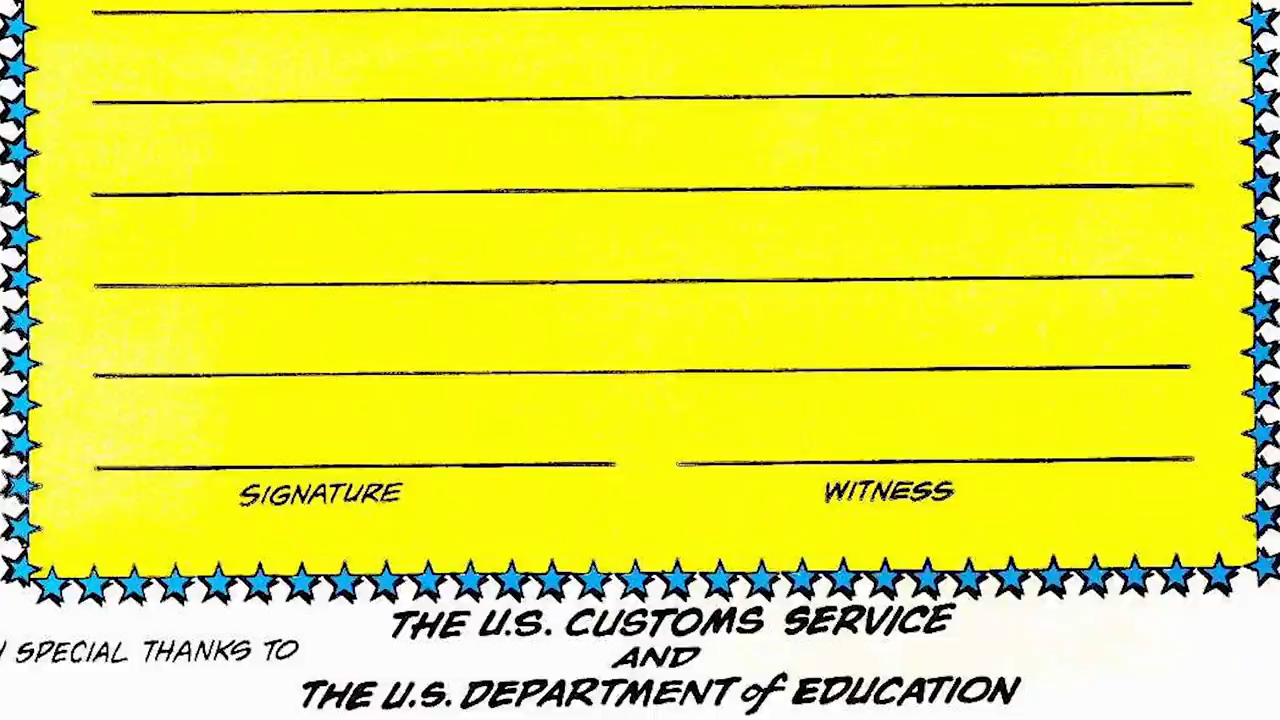 SIGNATURE WITNESS
THE U.S. CUSTOMS SERVICE
SPECIAL THANKS TO
AND
THE U.S. DEPARTMENT of EDUCATION